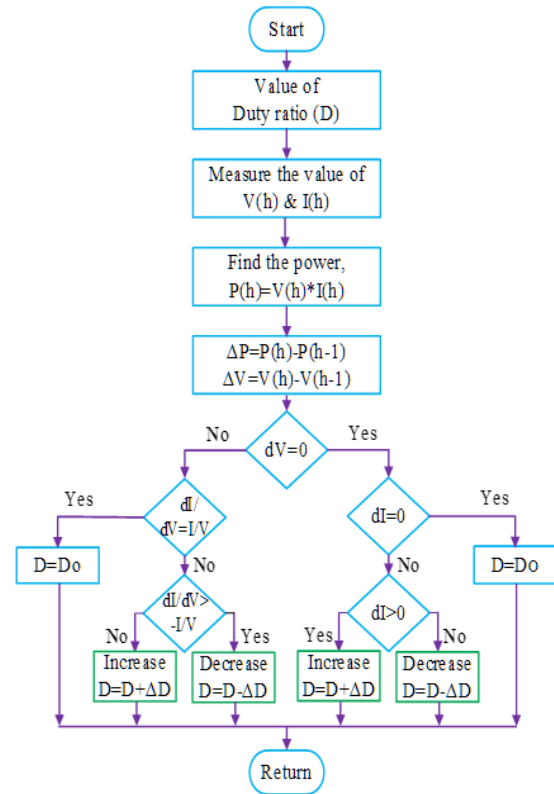 Start
Value of
Duty ratio (D)
Measure the value of
V(h) & I(h)
Find the power,
P(h)=V(h)*I(h)
ΔP=P(h)-P(h-1)
ΔV=V(h)-V(h-1)
No
dV=0
Yes
Yes
dI/
dV=I/V
dI=0
Yes
D=Do
No
No
D=Do
dI/dV>
-I/V
dI>0
No
Yes
Yes
No
Increase
D=D+ΔD
Decrease
D=D-ΔD
Increase
D=D+ΔD
Decrease
D=D-ΔD
Return